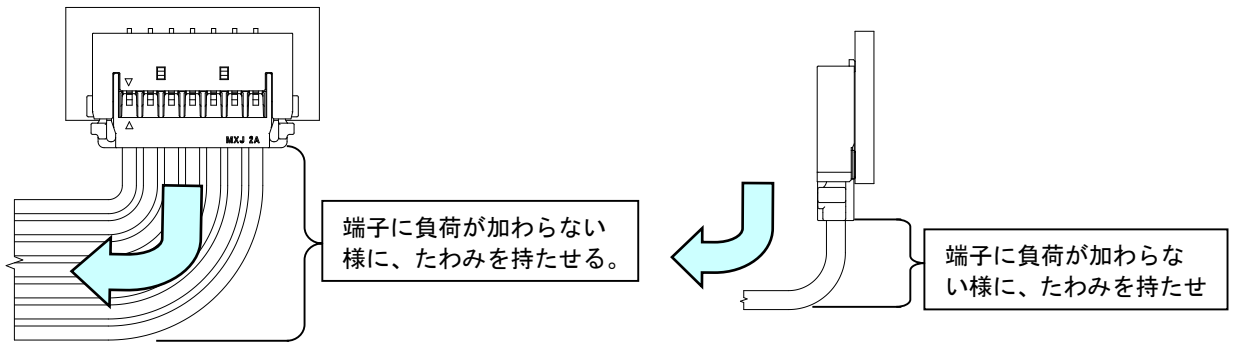 MXJ 2A
端子に負荷が加わらない
様に、たわみを持たせる。
端子に負荷が加わらな
い様に、たわみを持たせ